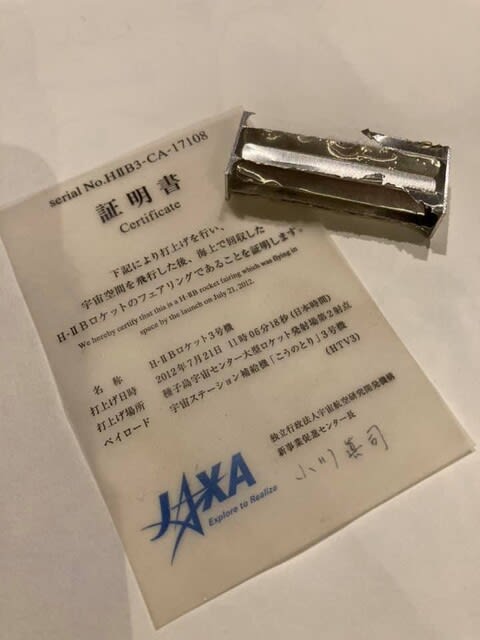 serial No.HⅡB3-CA-17108
証明書
Certificate
下記により打上げを行い、
宇宙空間を飛行した後、海上で回収した
H-ⅡBロケットのフェアリングであることを証明します。
We hereby certify that this is a H-ⅡB rocket fairing which was flying in
space by the launch on July 21, 2012.
名 称 H-ⅡBロケット3号機
打上げ日時 2012年7月21日 11時06分18秒(日本時間)
打上げ場所 種子島宇宙センター大型ロケット発射場第2射点
ペイロード 宇宙ステーション補給機「こうのとり」3号機
(HTV3)
独立行政法人宇宙航空研究開発機構
新事業促進センター長
小川 眞司
JAXA
Explore to Realize